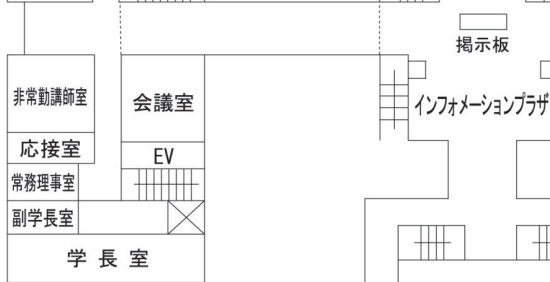 掲示板
インフォメーションプラザ
非常勤講師室
会議室
応接室
EV
常務理事室
副学長室
学長室